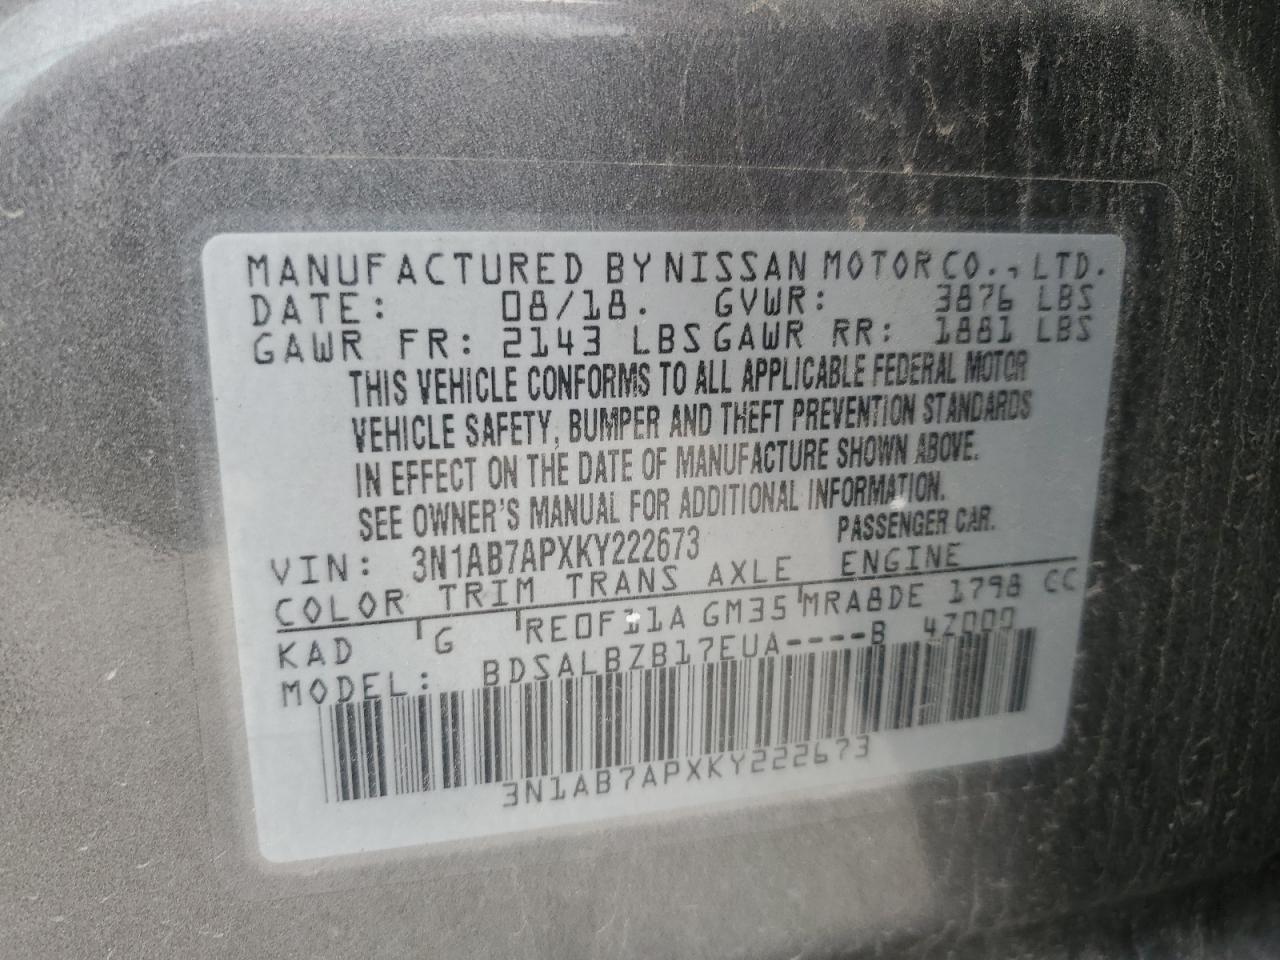 MANUFACTURED BY NISSAN MOTOR CO., LTD.
DATE: 08/18. GVWR: 3876 LBS
GAWR FR: 2143 LBS GAWR RR: 1881 LBS
THIS VEHICLE CONFORMS TO ALL APPLICABLE FEDERAL MOTOR
VEHICLE SAFETY, BUMPER AND THEFT PREVENTION STANDARDS
IN EFFECT ON THE DATE OF MANUFACTURE SHOWN ABOVE.
SEE OWNER'S MANUAL FOR ADDITIONAL INFORMATION.
VIN: 3N1AB7APXKY222673 PASSENGER CAR.
COLOR TRIM TRANS AXLE ENGINE
KAD G RE0F11A GM35 MRA8DE 1798 CC
MODEL: BDSALBZB17EUA----B 4Z000
3N1AB7APXKY222673